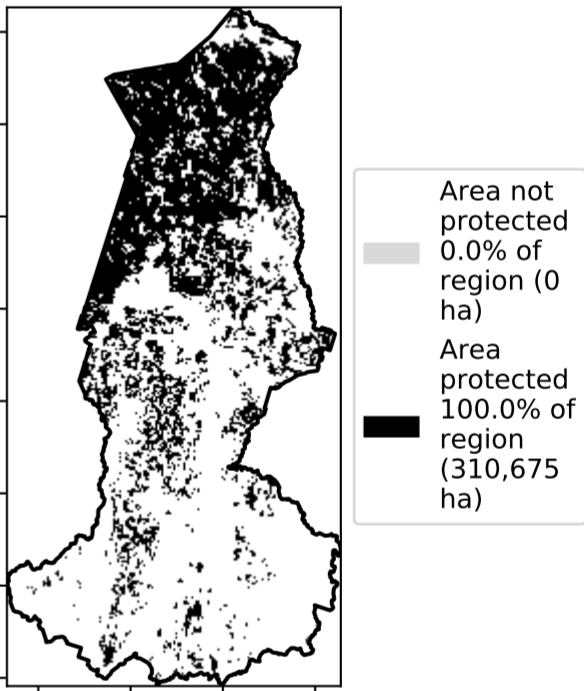 Area not
protected
0.0% of
region (0
ha)
Area
protected
100.0% of
region
(310,675
ha)